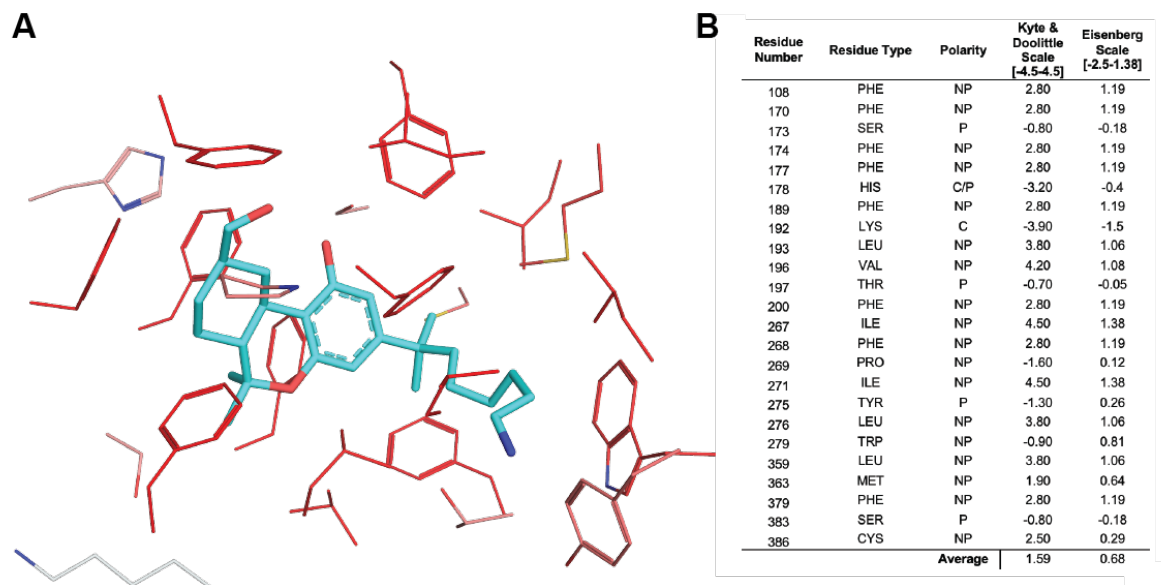 A
B
Residue Number Residue Type Polarity Kyte & Doolittle Scale [-4.5-4.5] Eisenberg Scale [-2.5-1.38]
108 PHE NP 2.80 1.19
170 PHE NP 2.80 1.19
173 SER P -0.80 -0.18
174 PHE NP 2.80 1.19
177 PHE NP 2.80 1.19
178 HIS C/P -3.20 -0.4
189 PHE NP 2.80 1.19
192 LYS C -3.90 -1.5
193 LEU NP 3.80 1.06
196 VAL NP 4.20 1.08
197 THR P -0.70 -0.05
200 PHE NP 2.80 1.19
267 ILE NP 4.50 1.38
268 PHE NP 2.80 1.19
269 PRO NP -1.60 0.12
271 ILE NP 4.50 1.38
275 TYR P -1.30 0.26
276 LEU NP 3.80 1.06
279 TRP NP -0.90 0.81
359 LEU NP 3.80 1.06
363 MET NP 1.90 0.64
379 PHE NP 2.80 1.19
383 SER P -0.80 -0.18
386 CYS NP 2.50 0.29
Average 1.59 0.68